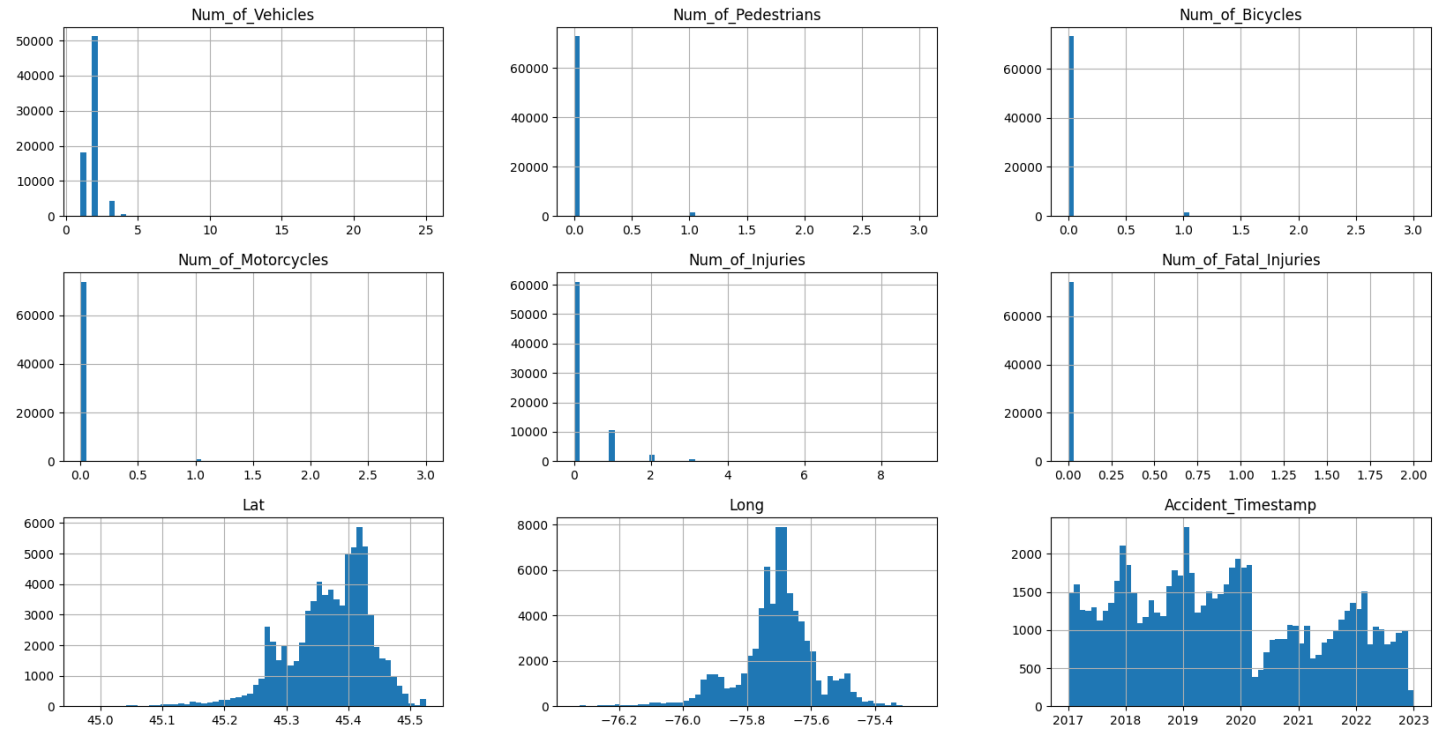 Num_of_Vehicles
50000
40000
30000
20000
10000
0
0 5 10 15 20 25
Num_of_Pedestrians
60000
40000
20000
0
0.0 0.5 1.0 1.5 2.0 2.5 3.0
Num_of_Bicycles
60000
40000
20000
0
0.0 0.5 1.0 1.5 2.0 2.5 3.0
Num_of_Motorcycles
60000
40000
20000
0
0.0 0.5 1.0 1.5 2.0 2.5 3.0
Num_of_Injuries
60000
50000
40000
30000
20000
10000
0
0 2 4 6 8
Num_of_Fatal_Injuries
60000
40000
20000
0
0.00 0.25 0.50 0.75 1.00 1.25 1.50 1.75 2.00
Lat
6000
5000
4000
3000
2000
1000
0
45.0 45.1 45.2 45.3 45.4 45.5
Long
8000
6000
4000
2000
0
−76.2 −76.0 −75.8 −75.6 −75.4
Accident_Timestamp
2000
1500
1000
500
0
2017 2018 2019 2020 2021 2022 2023